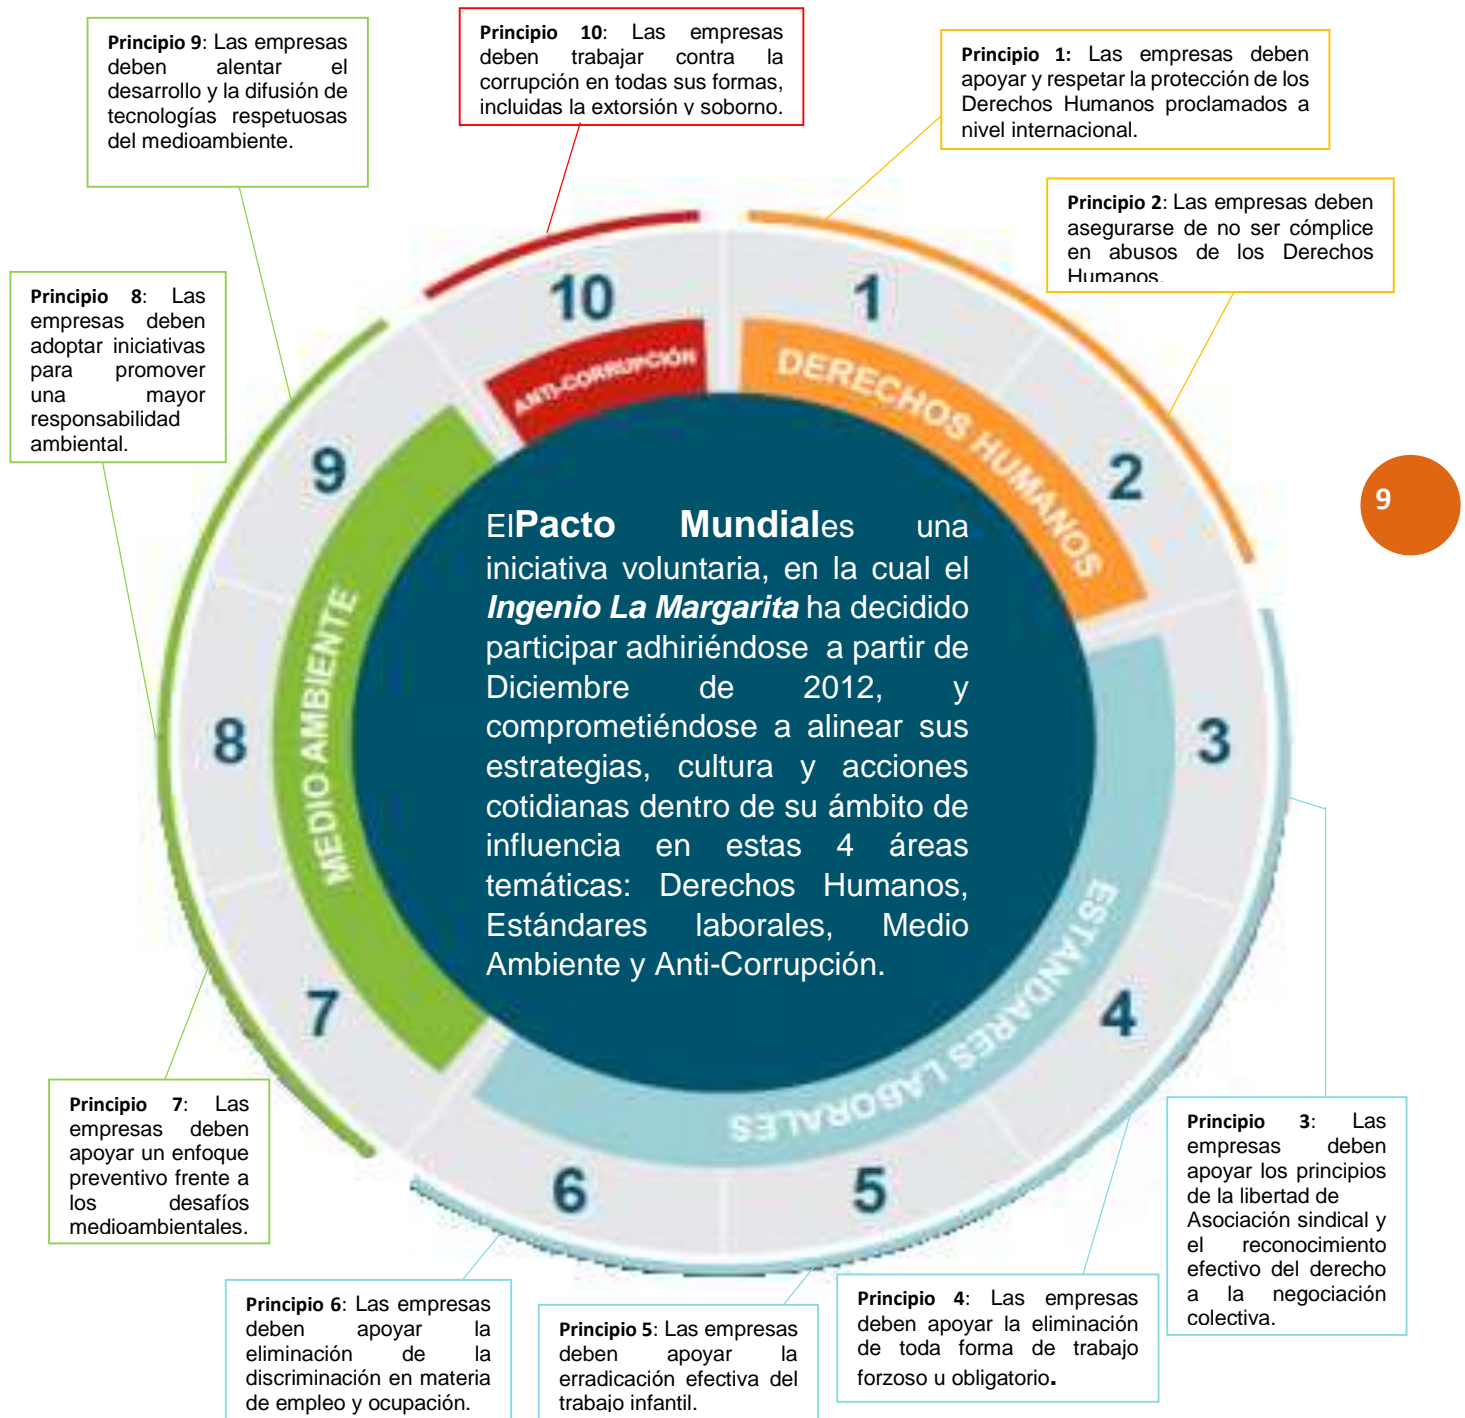 Principio 9: Las empresas
deben alentar el
desarrollo y la difusión de
tecnologías respetuosas
del medioambiente.
Principio 10: Las empresas
deben trabajar contra la
corrupción en todas sus formas,
incluidas la extorsión y soborno.
Principio 1: Las empresas deben
apoyar y respetar la protección de los
Derechos Humanos proclamados a
nivel internacional.
Principio 2: Las empresas deben
asegurarse de no ser cómplice
en abusos de los Derechos
Humanos.
Principio 8: Las
empresas deben
adoptar iniciativas
para promover
una mayor
responsabilidad
ambiental.
10
1
2
3
4
5
6
7
8
9
ANTI-CORRUPCIÓN
DERECHOS HUMANOS
ESTÁNDARES LABORALES
MEDIO AMBIENTE
9
ElPacto Mundiales una
iniciativa voluntaria, en la cual el
Ingenio La Margarita ha decidido
participar adhiriéndose a partir de
Diciembre de 2012, y
comprometiéndose a alinear sus
estrategias, cultura y acciones
cotidianas dentro de su ámbito de
influencia en estas 4 áreas
temáticas: Derechos Humanos,
Estándares laborales, Medio
Ambiente y Anti-Corrupción.
Principio 7: Las
empresas deben
apoyar un enfoque
preventivo frente a
los desafíos
medioambientales.
Principio 3: Las
empresas deben
apoyar los principios
de la libertad de
Asociación sindical y
el reconocimiento
efectivo del derecho
a la negociación
colectiva.
Principio 6: Las empresas
deben apoyar la
eliminación de la
discriminación en materia
de empleo y ocupación.
Principio 5: Las empresas
deben apoyar la
erradicación efectiva del
trabajo infantil.
Principio 4: Las empresas
deben apoyar la eliminación
de toda forma de trabajo
forzoso u obligatorio.